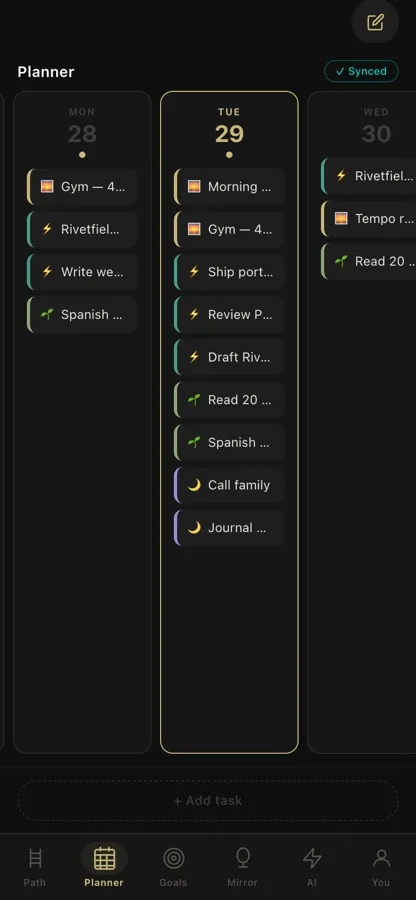 Planner
✓ Synced
MON
28
Gym — 4...
Rivetfiel...
Write we...
Spanish ...
TUE
29
Morning ...
Gym — 4...
Ship port...
Review P...
Draft Riv...
Read 20 ...
Spanish ...
Call family
Journal ...
WED
30
Rivetfiel...
Tempo r...
Read 20 ...
+ Add task
Path
Planner
Goals
Mirror
AI
You